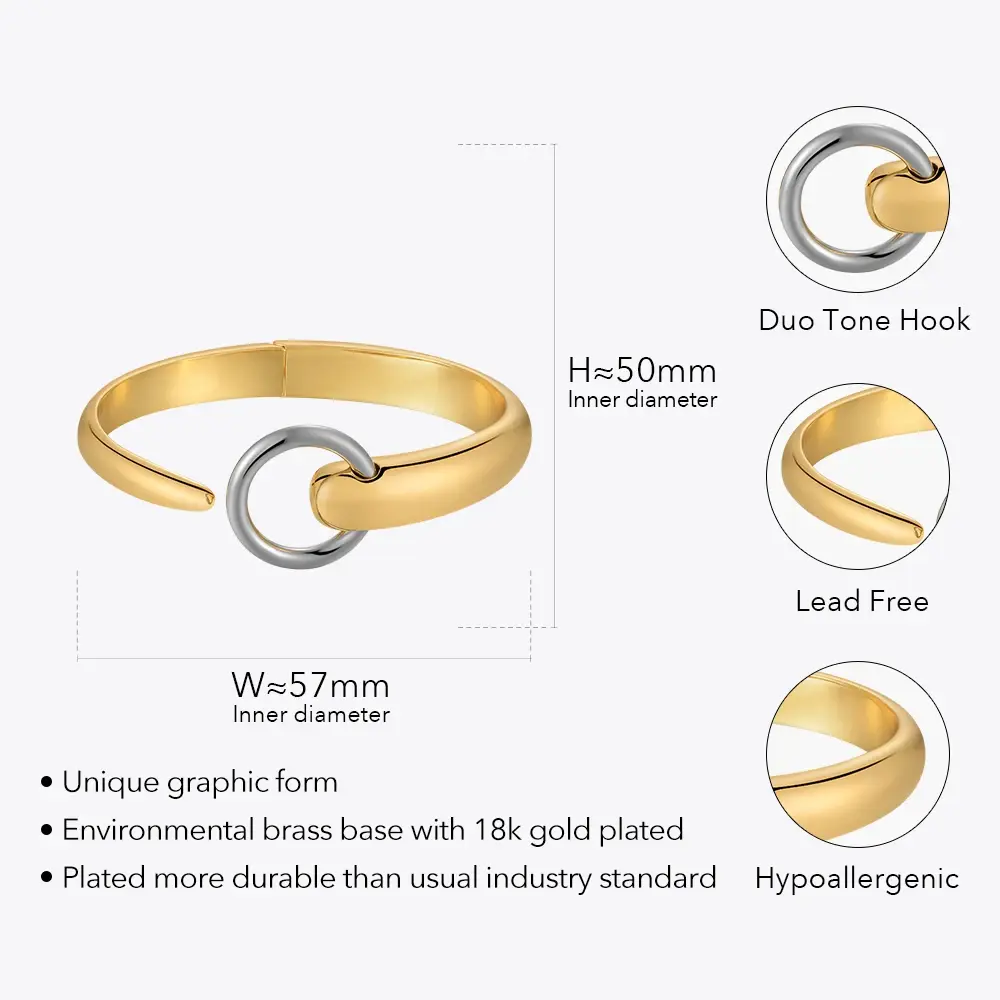 Duo Tone Hook
H≈50mm
Inner diameter
Lead Free
W≈57mm
Inner diameter
• Unique graphic form
• Environmental brass base with 18k gold plated
• Plated more durable than usual industry standard
Hypoallergenic